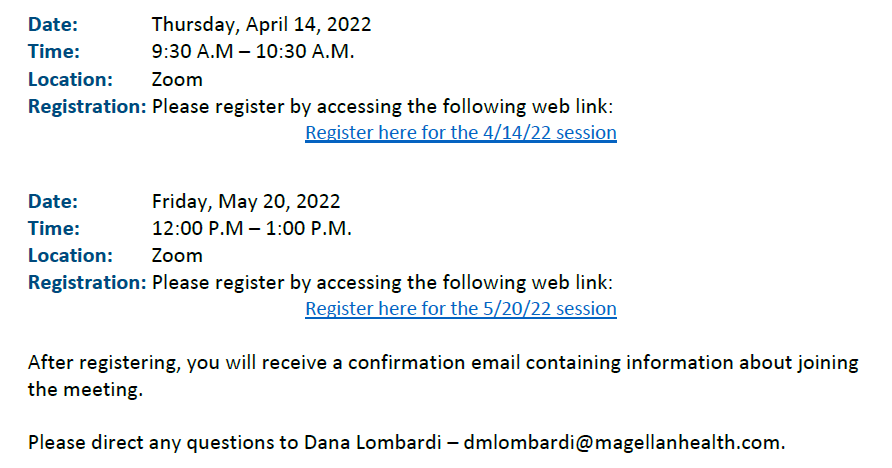 Date: Thursday, April 14, 2022
Time: 9:30 A.M – 10:30 A.M.
Location: Zoom
Registration: Please register by accessing the following web link:
Register here for the 4/14/22 session
Date: Friday, May 20, 2022
Time: 12:00 P.M – 1:00 P.M.
Location: Zoom
Registration: Please register by accessing the following web link:
Register here for the 5/20/22 session
After registering, you will receive a confirmation email containing information about joining
the meeting.
Please direct any questions to Dana Lombardi – dmlombardi@magellanhealth.com.